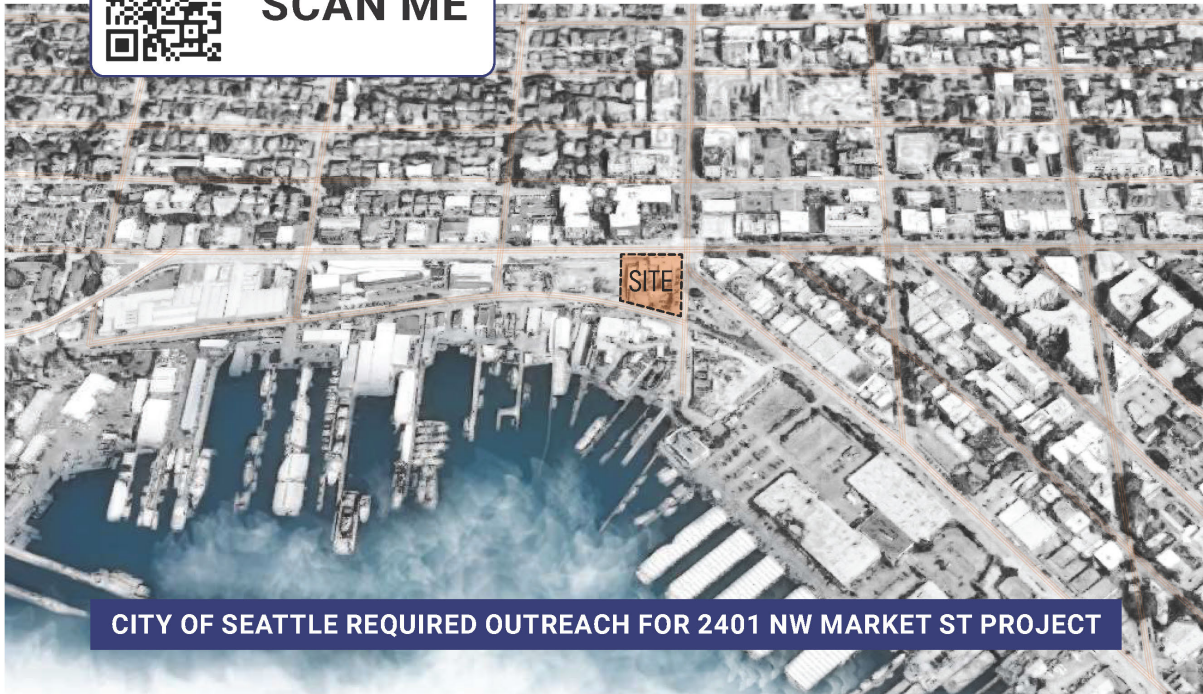 SCAN ME
SITE
CITY OF SEATTLE REQUIRED OUTREACH FOR 2401 NW MARKET ST PROJECT